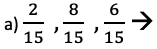 a) 2/15 , 8/15 , 6/15 →